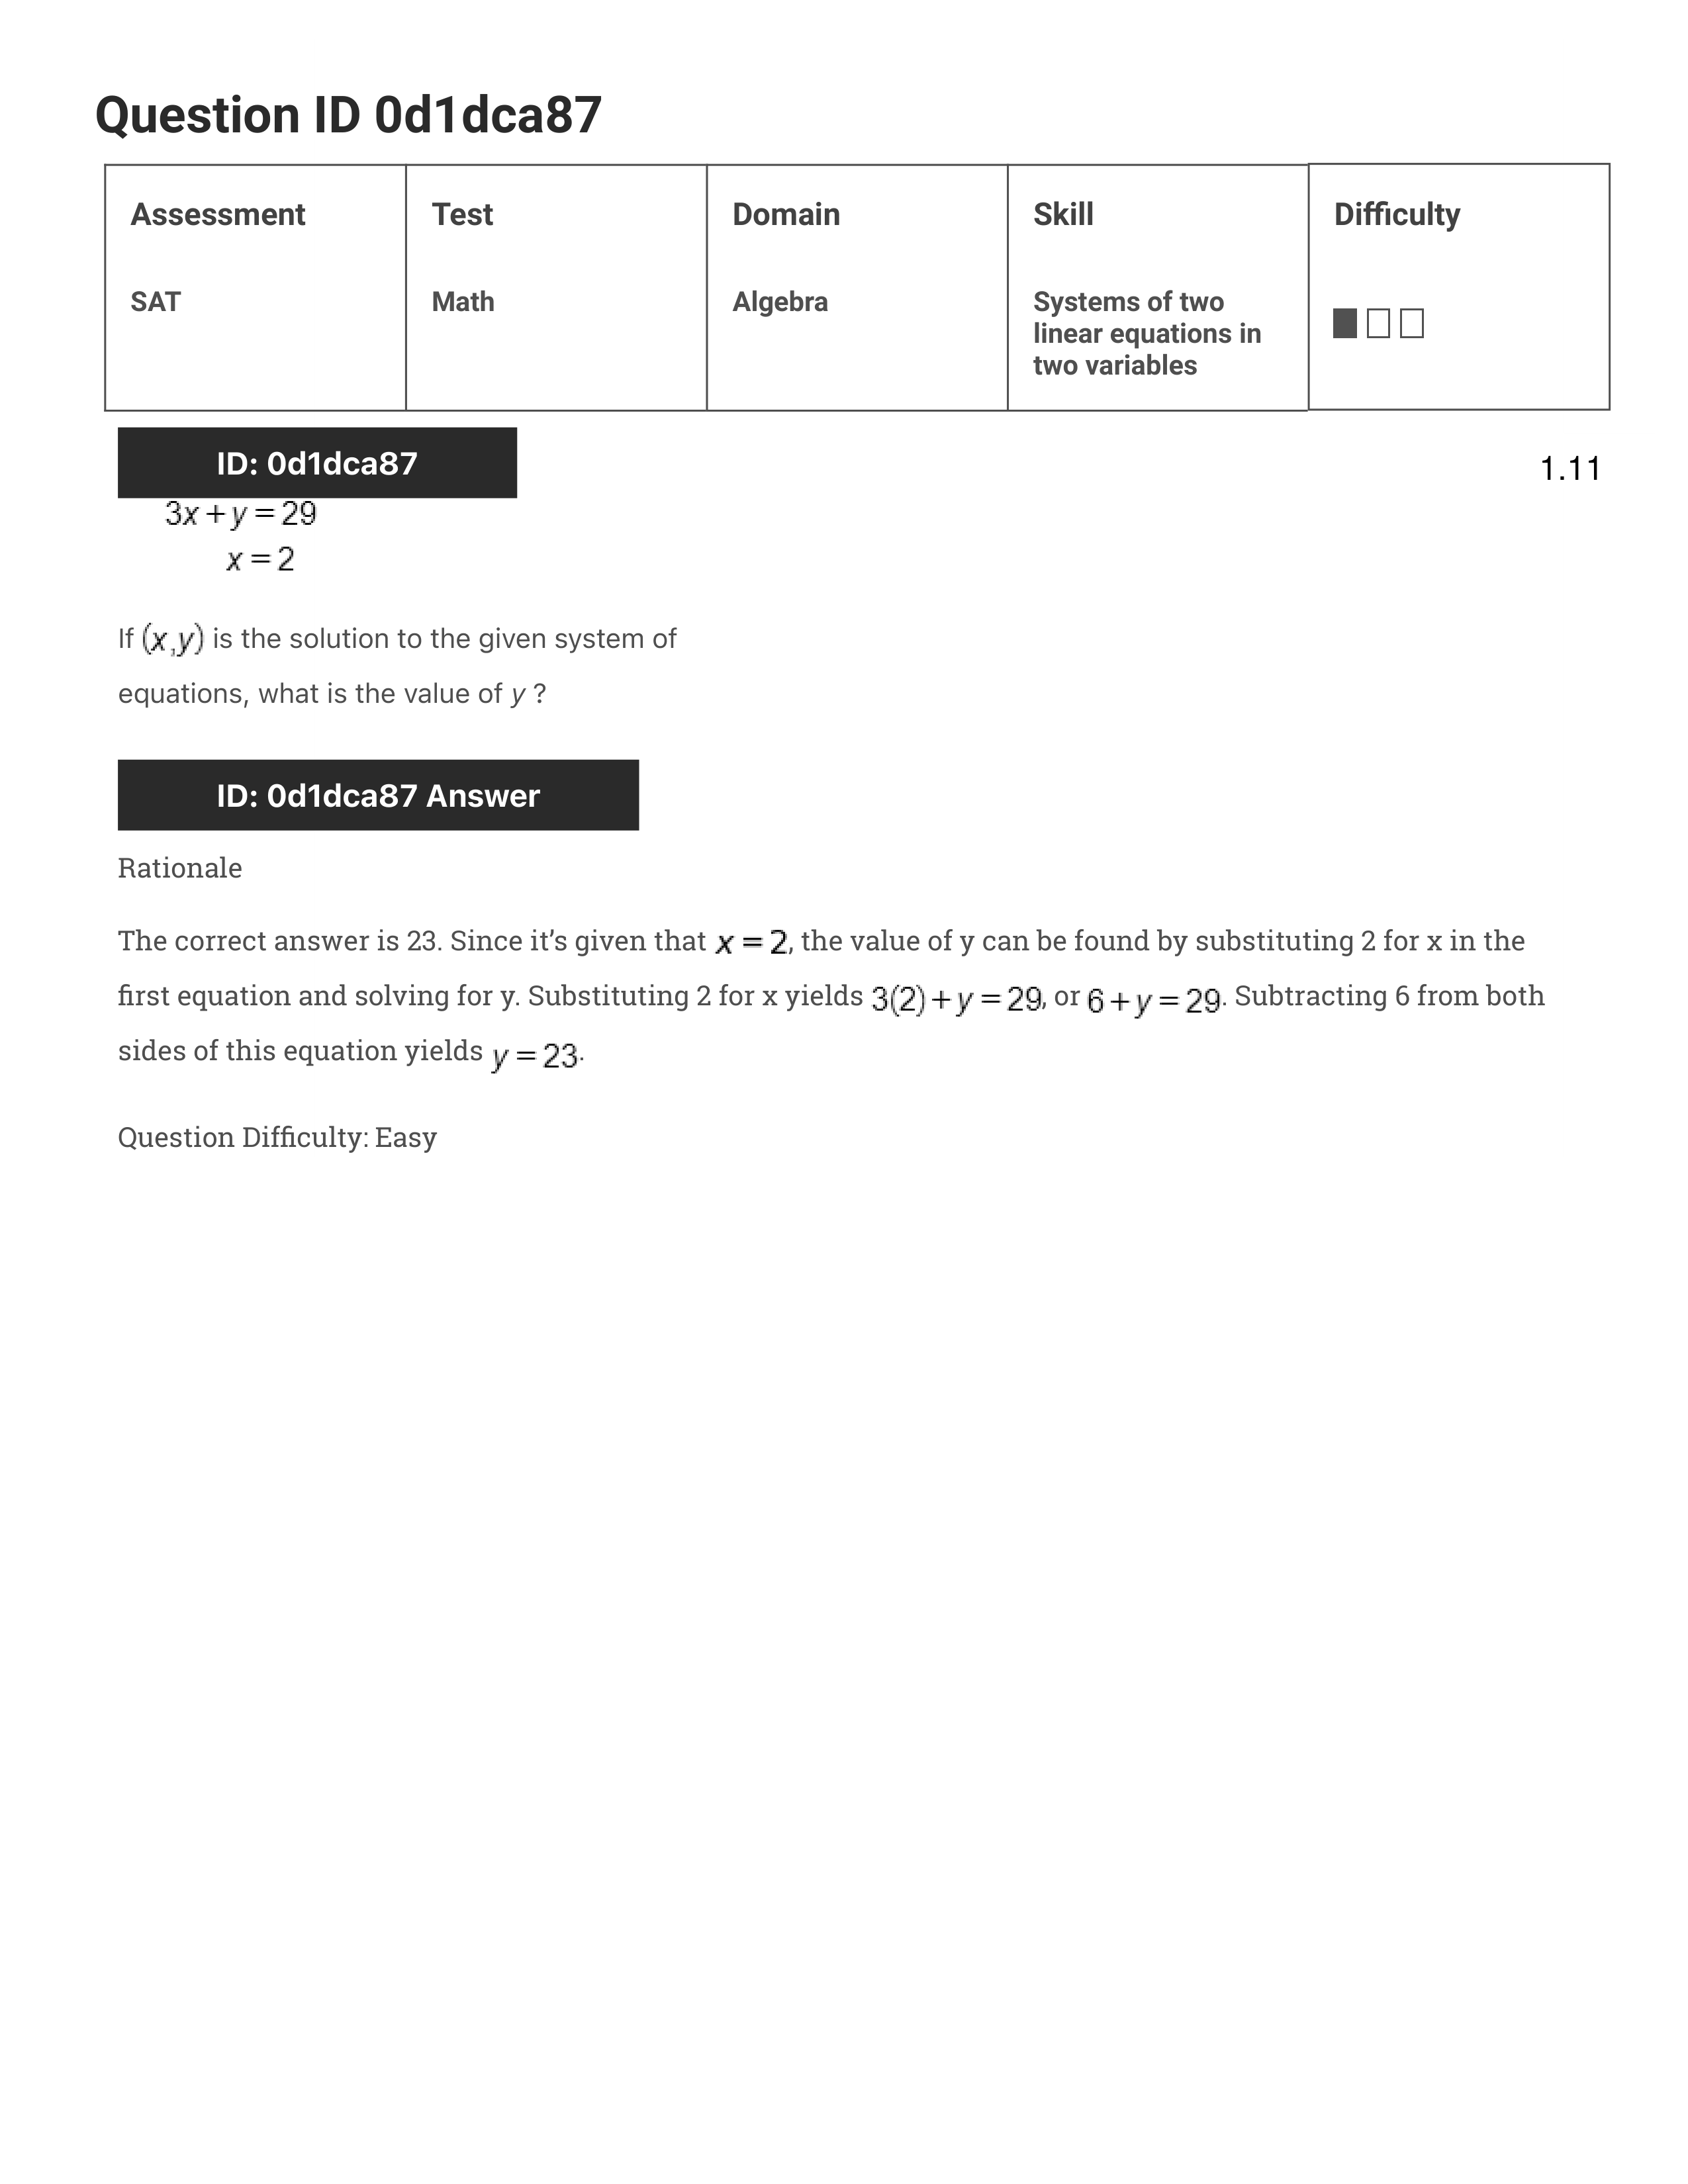 Question ID 0d1dca87
Assessment Test Domain Skill Difficulty
SAT Math Algebra Systems of two
linear equations in
two variables
ID: 0d1dca87
1.11
3x + y = 29
x = 2
If (x,y) is the solution to the given system of
equations, what is the value of y ?
ID: 0d1dca87 Answer
Rationale
The correct answer is 23. Since it’s given that x = 2, the value of y can be found by substituting 2 for x in the
first equation and solving for y. Substituting 2 for x yields 3(2) + y = 29, or 6 + y = 29. Subtracting 6 from both
sides of this equation yields y = 23.
Question Difficulty: Easy